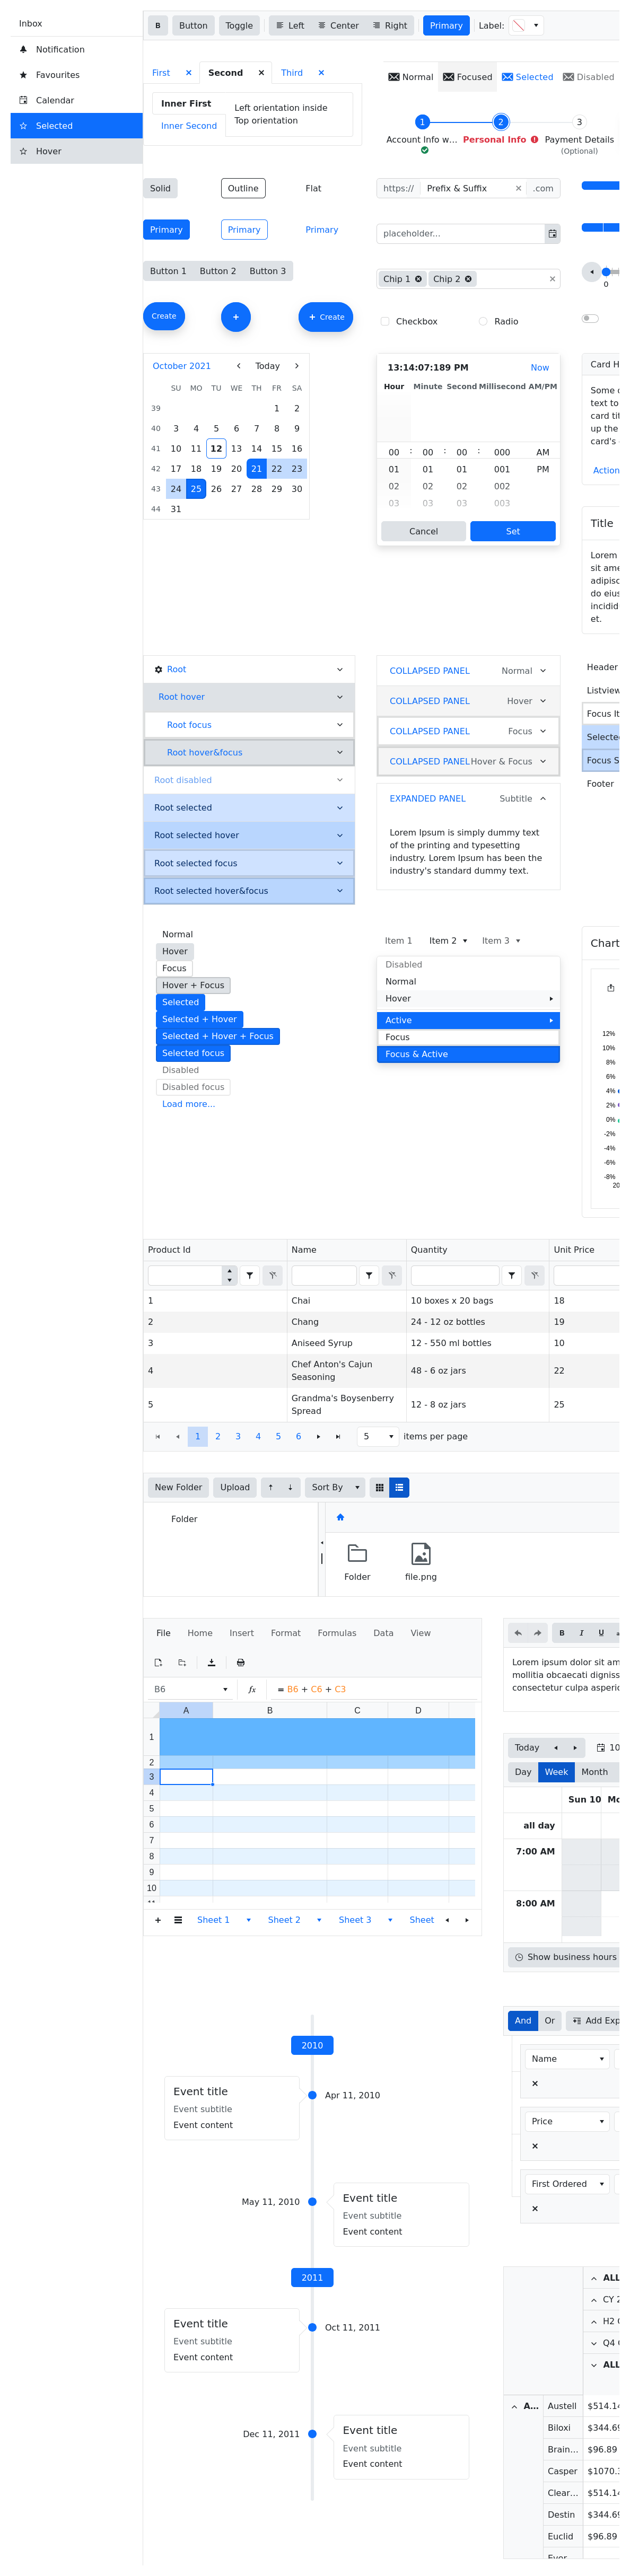 Inbox
Notification
Favourites
Calendar
Selected
Hover
B Button Toggle Left Center Right Primary Label:
First Second Third
Inner First
Inner Second
Left orientation inside
Top orientation
Normal Focused Selected Disabled
1 2 3
Account Info w... Personal Info Payment Details
(Optional)
Solid Outline Flat
Primary Primary Primary
Button 1 Button 2 Button 3
Create + + Create
https:// Prefix & Suffix .com
placeholder...
Chip 1 Chip 2
Checkbox Radio
0
October 2021 Today
SU MO TU WE TH FR SA
39 1 2
40 3 4 5 6 7 8 9
41 10 11 12 13 14 15 16
42 17 18 19 20 21 22 23
43 24 25 26 27 28 29 30
44 31
13:14:07:189 PM Now
Hour Minute Second Millisecond AM/PM
00 : 00 : 00 : 000 AM
01 01 01 001 PM
02 02 02 002
03 03 03 003
Cancel Set
Card H
Some
text to
card tit
up the
card's
Action
Title
Lorem
sit ame
adipisc
do eius
incidid
et.
Root
Root hover
Root focus
Root hover&focus
Root disabled
Root selected
Root selected hover
Root selected focus
Root selected hover&focus
COLLAPSED PANEL Normal
COLLAPSED PANEL Hover
COLLAPSED PANEL Focus
COLLAPSED PANEL Hover & Focus
EXPANDED PANEL Subtitle
Lorem Ipsum is simply dummy text
of the printing and typesetting
industry. Lorem Ipsum has been the
industry's standard dummy text.
Header
Listview
Focus It
Selecte
Focus S
Footer
Normal
Hover
Focus
Hover + Focus
Selected
Selected + Hover
Selected + Hover + Focus
Selected focus
Disabled
Disabled focus
Load more...
Item 1 Item 2 Item 3
Disabled
Normal
Hover
Active
Focus
Focus & Active
Chart
12%
10%
8%
6%
4%
2%
0%
-2%
-4%
-6%
-8%
20
Product Id Name Quantity Unit Price
1 Chai 10 boxes x 20 bags 18
2 Chang 24 - 12 oz bottles 19
3 Aniseed Syrup 12 - 550 ml bottles 10
4 Chef Anton's Cajun
Seasoning 48 - 6 oz jars 22
5 Grandma's Boysenberry
Spread 12 - 8 oz jars 25
1 2 3 4 5 6 5 items per page
New Folder Upload Sort By
Folder
Folder file.png
File Home Insert Format Formulas Data View
B6 fx = B6 + C6 + C3
A B C D
1
2
3
4
5
6
7
8
9
10
+ Sheet 1 Sheet 2 Sheet 3 Sheet
B I U
Lorem ipsum dolor sit am
mollitia obcaecati digniss
consectetur culpa asperio
Today 10
Day Week Month
Sun 10 Mo
all day
7:00 AM
8:00 AM
Show business hours
2010
Event title
Event subtitle
Event content
Apr 11, 2010
May 11, 2010
Event title
Event subtitle
Event content
2011
Event title
Event subtitle
Event content
Oct 11, 2011
Dec 11, 2011
Event title
Event subtitle
Event content
And Or Add Exp
Name
Price
First Ordered
ALL
CY 2
H2 C
Q4 C
ALL
A... Austell $514.14
Biloxi $344.69
Brain... $96.89
Casper $1070.3
Clear... $514.14
Destin $344.69
Euclid $96.89